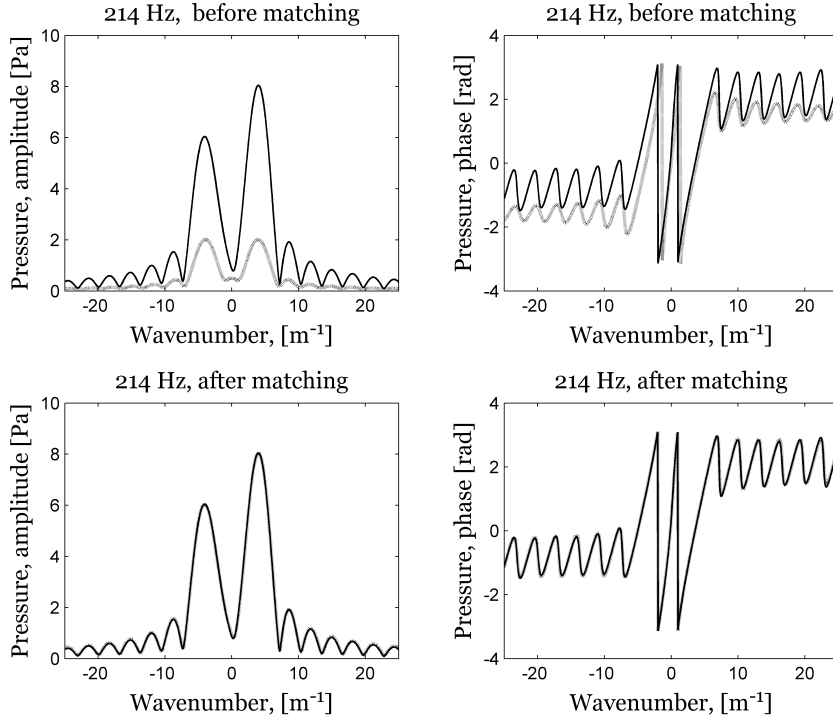 214 Hz,  before matching
Pressure, amplitude [Pa]
10
8
6
4
2
0
-20 -10 0 10 20
Wavenumber, [m⁻¹]
214 Hz, before matching
Pressure, phase [rad]
4
2
0
-2
-4
-20 -10 0 10 20
Wavenumber, [m⁻¹]
214 Hz, after matching
Pressure, amplitude [Pa]
10
8
6
4
2
0
-20 -10 0 10 20
Wavenumber, [m⁻¹]
214 Hz, after matching
Pressure, phase [rad]
4
2
0
-2
-4
-20 -10 0 10 20
Wavenumber, [m⁻¹]